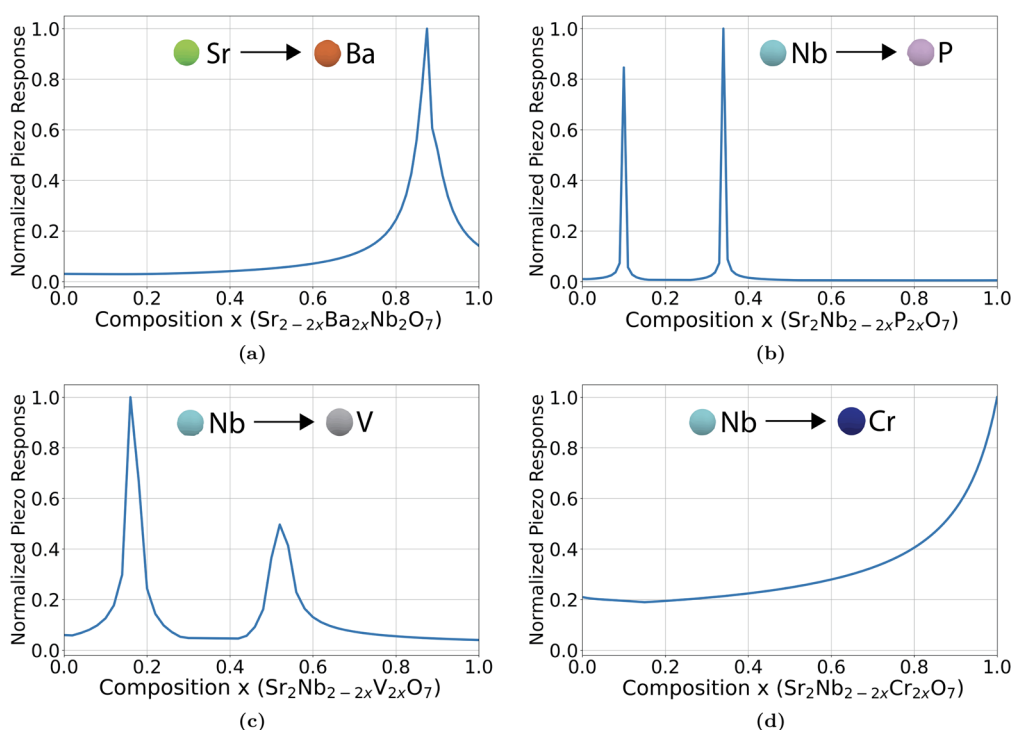 Normalized Piezo Response
1.0
0.8
0.6
0.4
0.2
0.0
Sr → Ba
0.0 0.2 0.4 0.6 0.8 1.0
Composition x (Sr₂₋₂ₓBa₂ₓNb₂O₇)
(a)
Normalized Piezo Response
1.0
0.8
0.6
0.4
0.2
0.0
Nb → P
0.0 0.2 0.4 0.6 0.8 1.0
Composition x (Sr₂Nb₂₋₂ₓP₂ₓO₇)
(b)
Normalized Piezo Response
1.0
0.8
0.6
0.4
0.2
0.0
Nb → V
0.0 0.2 0.4 0.6 0.8 1.0
Composition x (Sr₂Nb₂₋₂ₓV₂ₓO₇)
(c)
Normalized Piezo Response
1.0
0.8
0.6
0.4
0.2
0.0
Nb → Cr
0.0 0.2 0.4 0.6 0.8 1.0
Composition x (Sr₂Nb₂₋₂ₓCr₂ₓO₇)
(d)